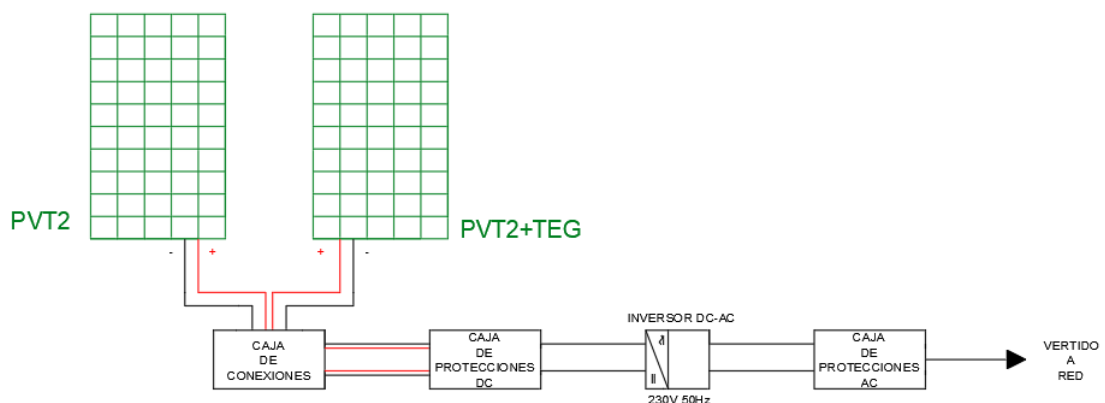 PVT2
PVT2+TEG
- +
+ -
INVERSOR DC-AC
CAJA
DE
CONEXIONES
CAJA
DE
PROTECCIONES
DC
230V 50Hz
CAJA
DE
PROTECCIONES
AC
VERTIDO
A
RED